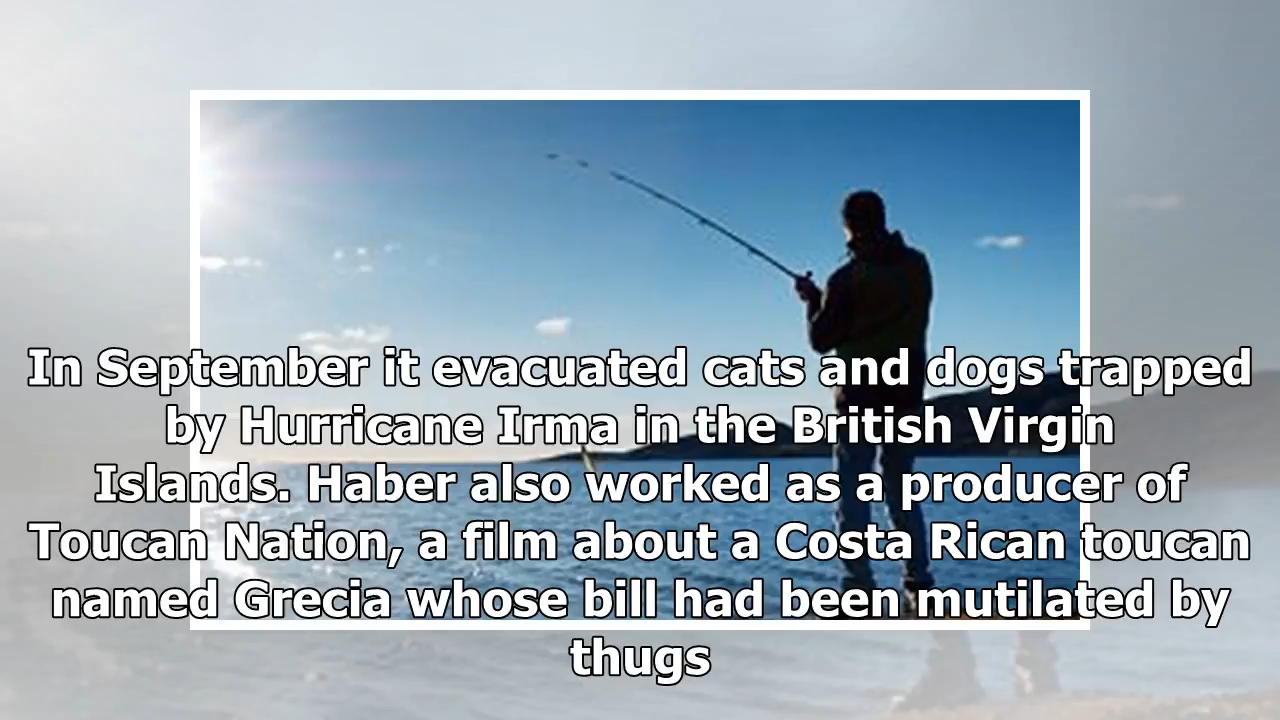 In September it evacuated cats and dogs trapped
by Hurricane Irma in the British Virgin
Islands. Haber also worked as a producer of
Toucan Nation, a film about a Costa Rican toucan
named Grecia whose bill had been mutilated by
thugs